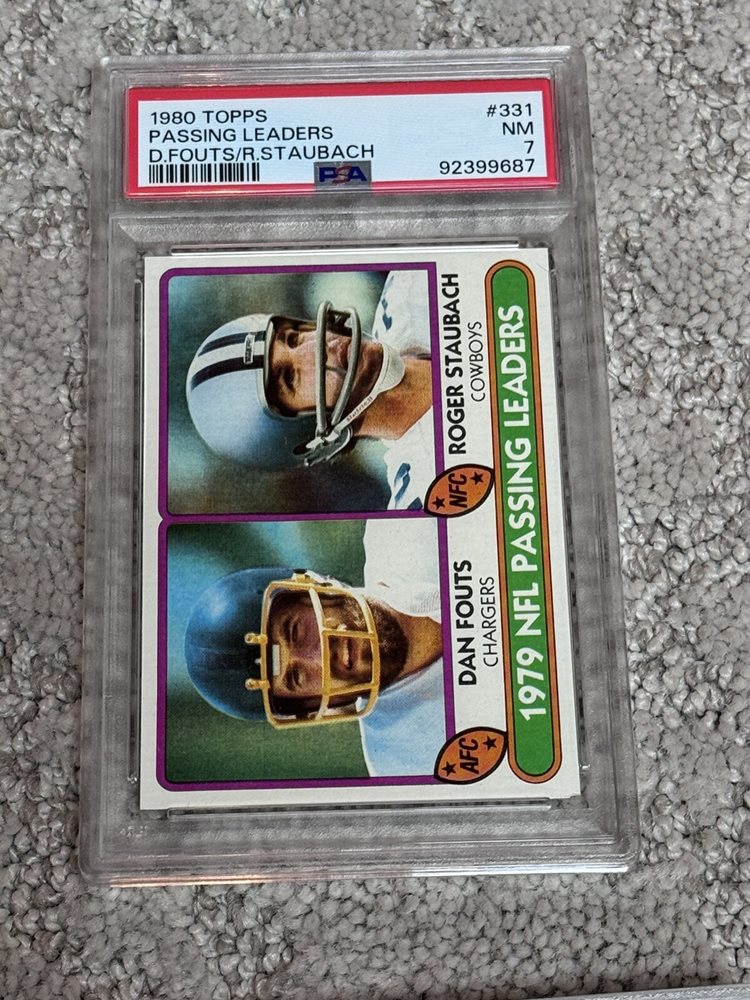 1980 TOPPS #331
PASSING LEADERS NM
D.FOUTS/R.STAUBACH 7
PSA 92399687
DAN FOUTS
CHARGERS
AFC
ROGER STAUBACH
COWBOYS
NFC
1979 NFL PASSING LEADERS